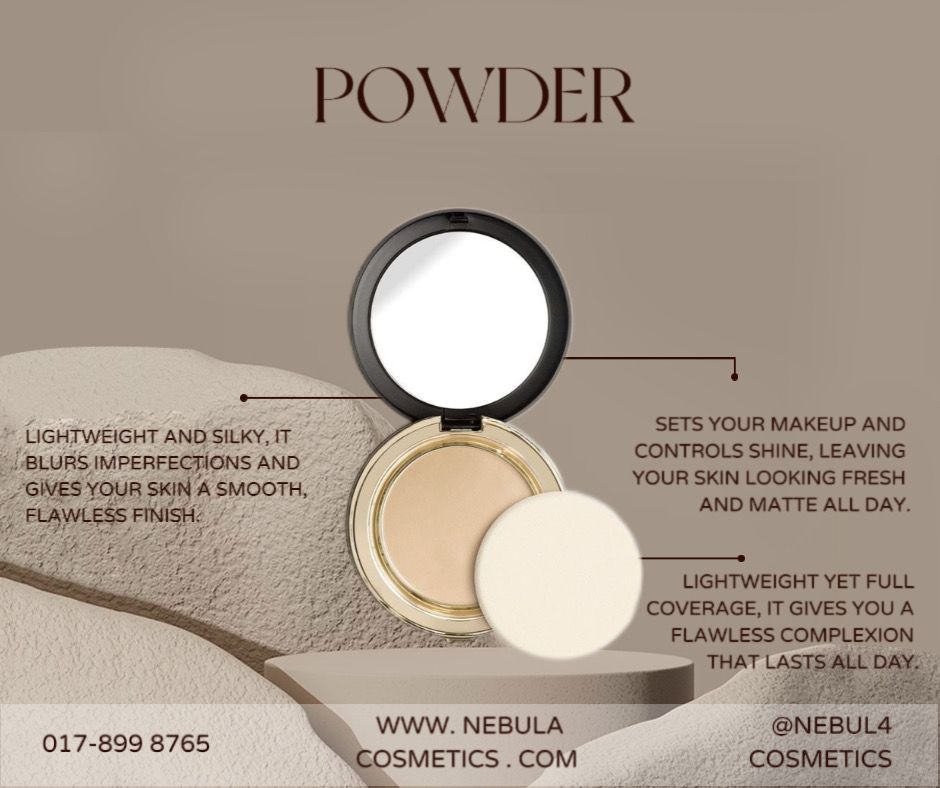 POWDER
LIGHTWEIGHT AND SILKY, IT
BLURS IMPERFECTIONS AND
GIVES YOUR SKIN A SMOOTH,
FLAWLESS FINISH.
SETS YOUR MAKEUP AND
CONTROLS SHINE, LEAVING
YOUR SKIN LOOKING FRESH
AND MATTE ALL DAY.
LIGHTWEIGHT YET FULL
COVERAGE, IT GIVES YOU A
FLAWLESS COMPLEXION
THAT LASTS ALL DAY.
017-899 8765
WWW. NEBULA
COSMETICS . COM
@NEBUL4
COSMETICS